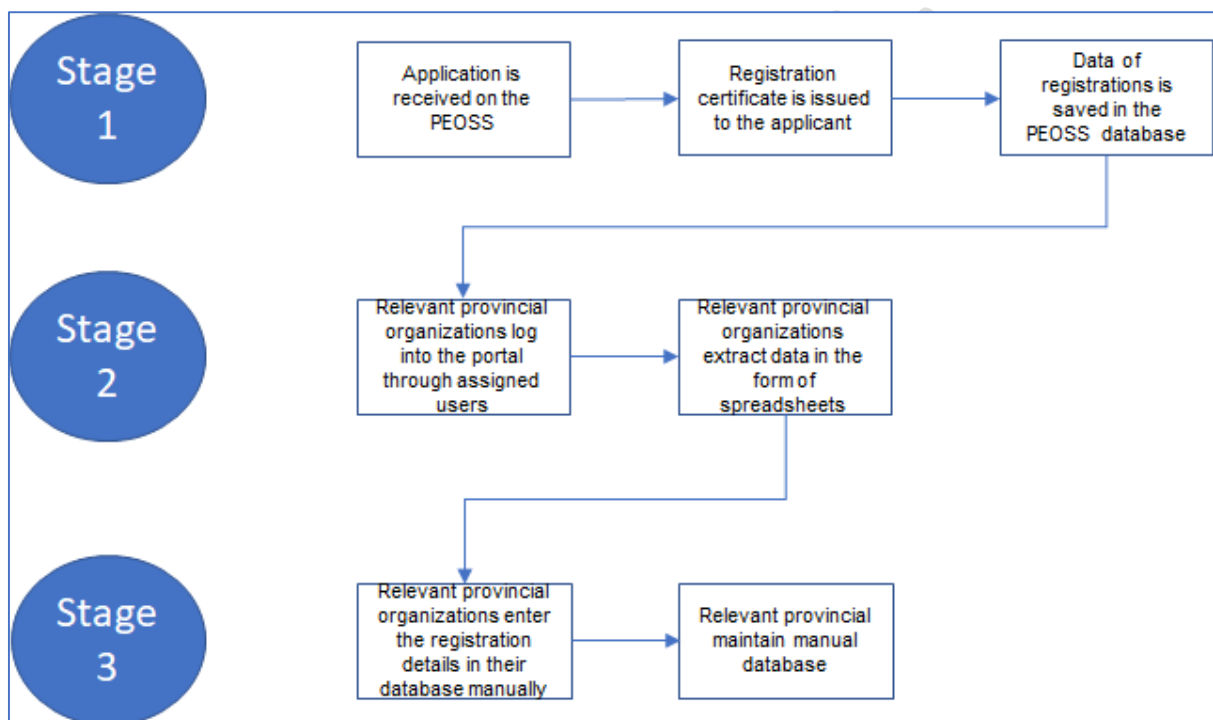 Stage
1
Application is
received on the
PEOSS
Registration
certificate is issued
to the applicant
Data of
registrations is
saved in the
PEOSS database
Stage
2
Relevant provincial
organizations log
into the portal
through assigned
users
Relevant provincial
organizations
extract data in the
form of
spreadsheets
Stage
3
Relevant provincial
organizations enter
the registration
details in their
database manually
Relevant provincial
maintain manual
database